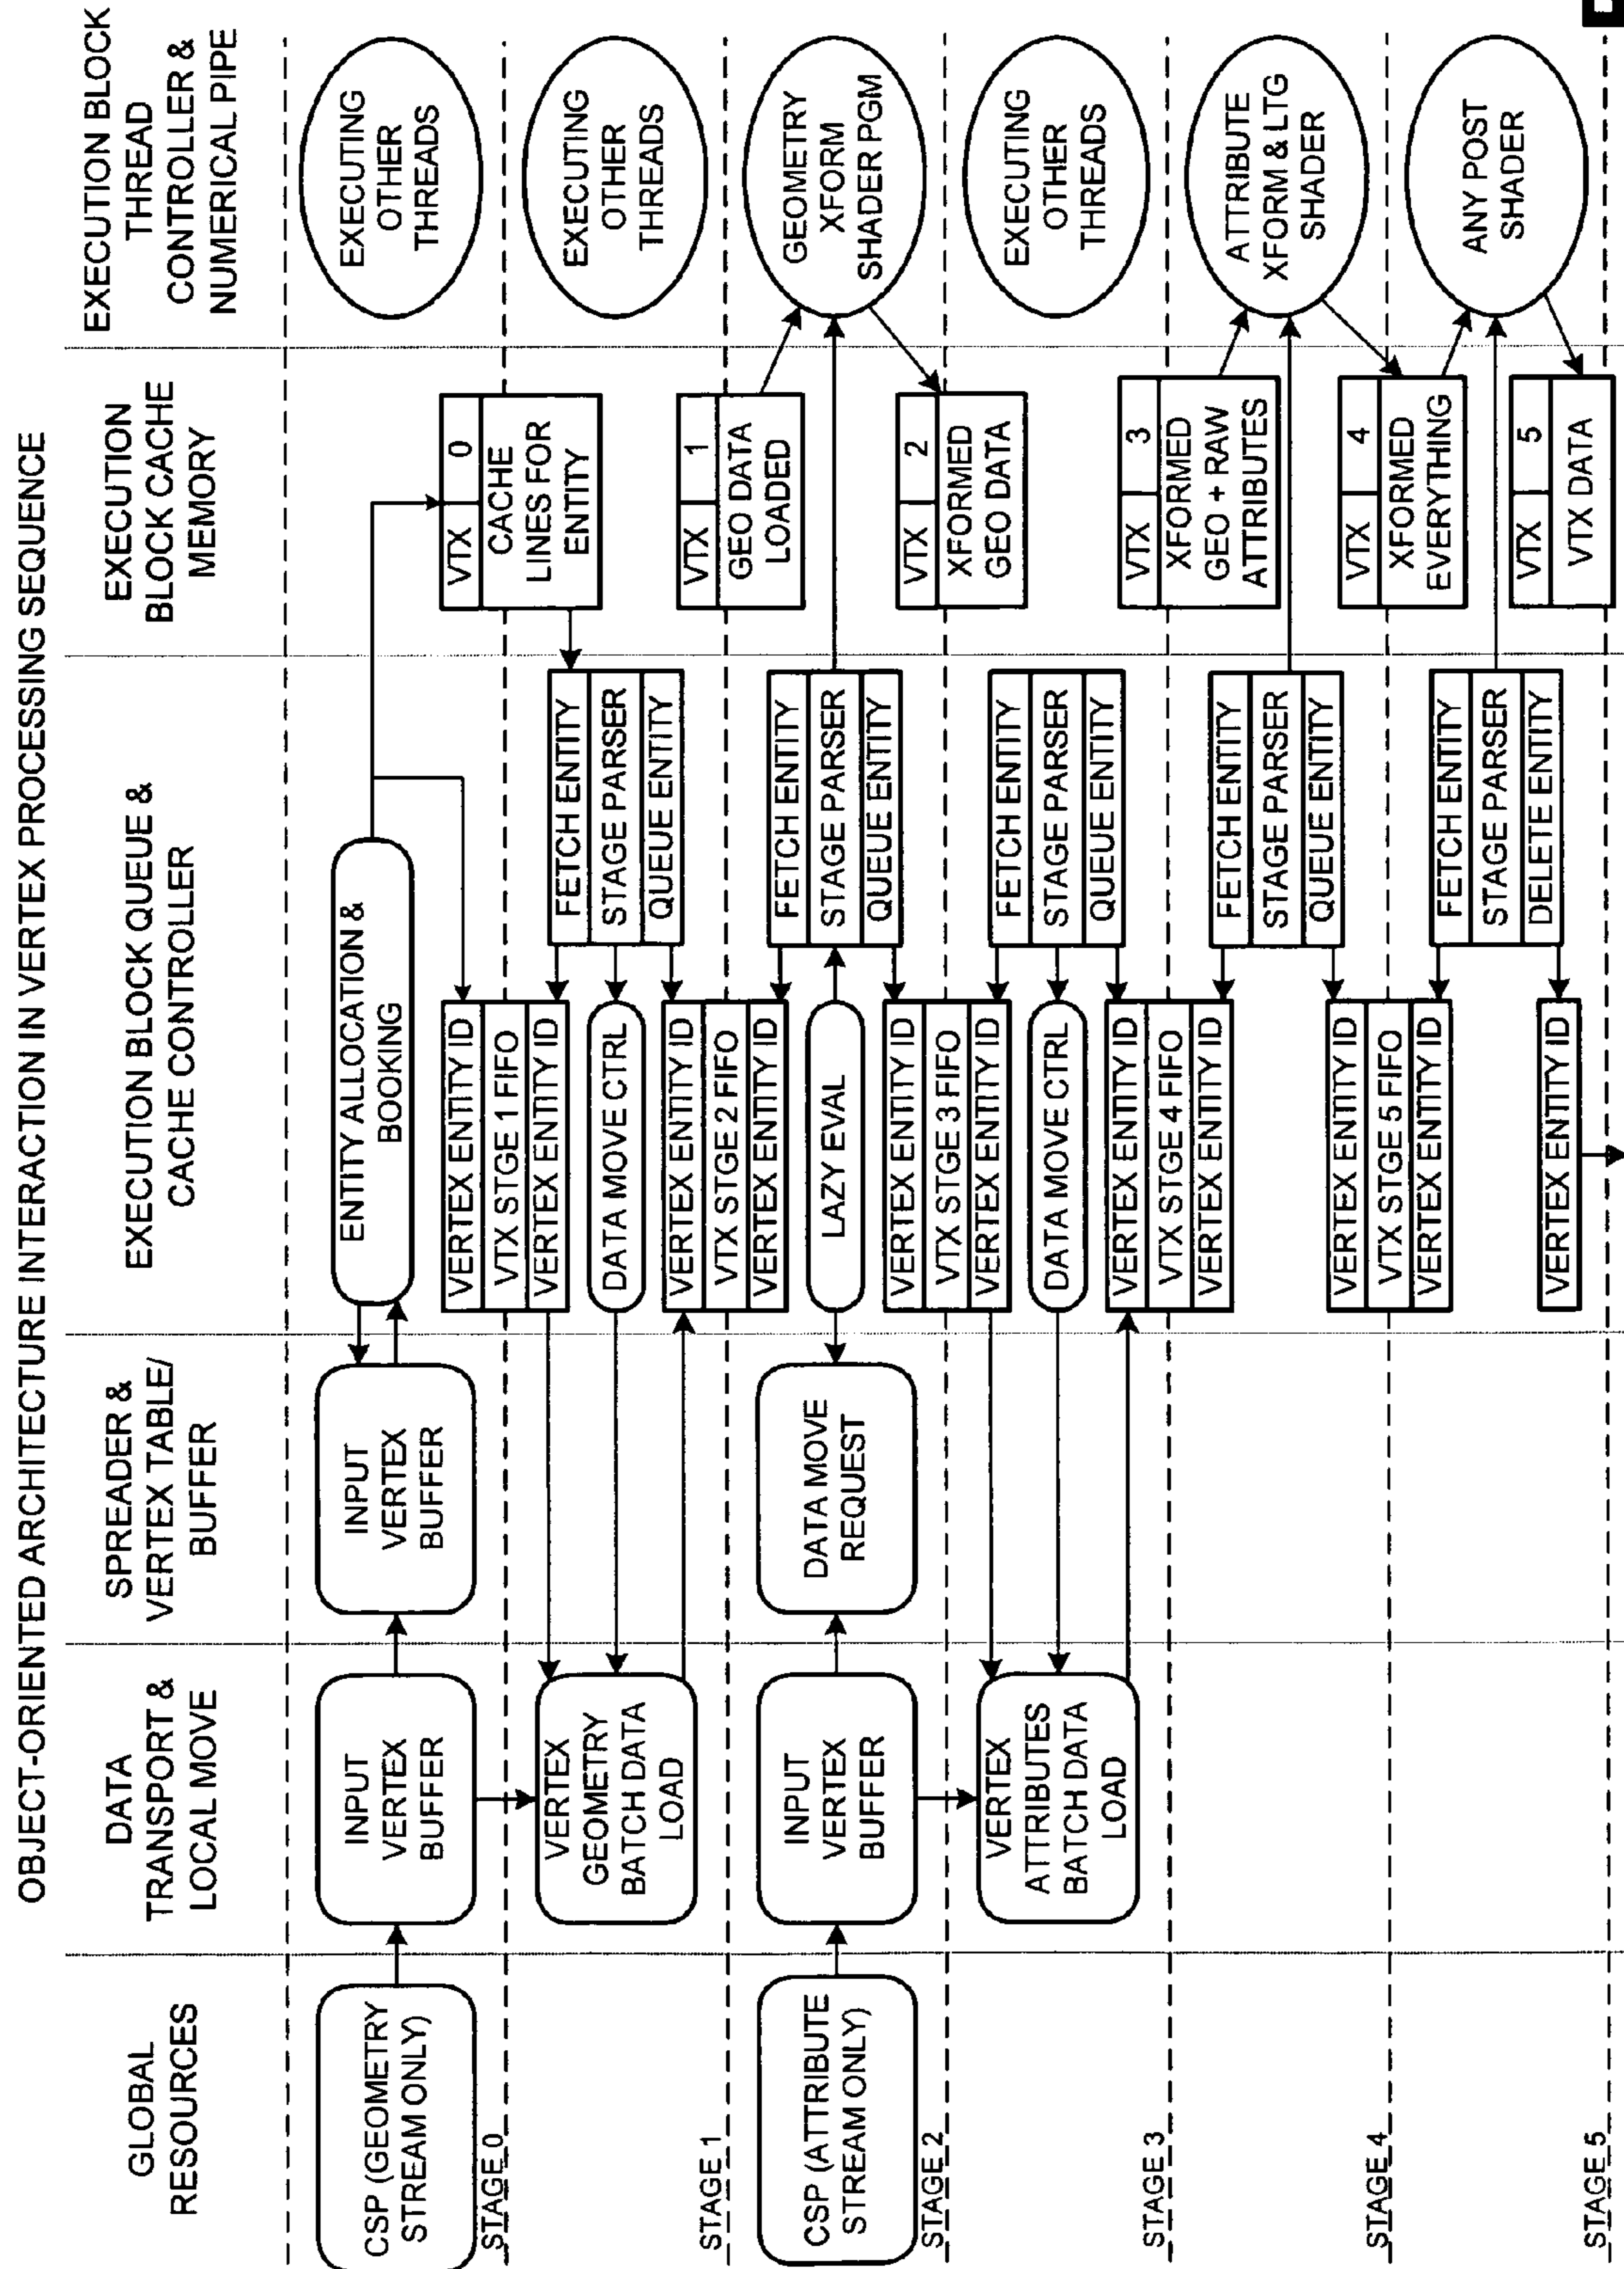 OBJECT-ORIENTED ARCHITECTURE INTERACTION IN VERTEX PROCESSING SEQUENCE
GLOBAL
RESOURCES
DATA
TRANSPORT &
LOCAL MOVE
SPREADER &
VERTEX TABLE/
BUFFER
EXECUTION BLOCK QUEUE &
CACHE CONTROLLER
EXECUTION
BLOCK CACHE
MEMORY
EXECUTION BLOCK
THREAD
CONTROLLER &
NUMERICAL PIPE
CSP (GEOMETRY
STREAM ONLY)
INPUT
VERTEX
BUFFER
INPUT
VERTEX
BUFFER
ENTITY ALLOCATION &
BOOKING
EXECUTING
OTHER
THREADS
STAGE 0
VERTEX ENTITY ID
VTX STGE 1 FIFO
VERTEX ENTITY ID
VTX 0
CACHE
LINES FOR
ENTITY
VERTEX
GEOMETRY
BATCH DATA
LOAD
DATA MOVE CTRL
FETCH ENTITY
STAGE PARSER
QUEUE ENTITY
EXECUTING
OTHER
THREADS
STAGE 1
VERTEX ENTITY ID
VTX STGE 2 FIFO
VERTEX ENTITY ID
VTX 1
GEO DATA
LOADED
CSP (ATTRIBUTE
STREAM ONLY)
INPUT
VERTEX
BUFFER
DATA MOVE
REQUEST
LAZY EVAL
FETCH ENTITY
STAGE PARSER
QUEUE ENTITY
GEOMETRY
XFORM
SHADER PGM
STAGE 2
VERTEX ENTITY ID
VTX STGE 3 FIFO
VERTEX ENTITY ID
VTX 2
XFORMED
GEO DATA
VERTEX
ATTRIBUTES
BATCH DATA
LOAD
DATA MOVE CTRL
FETCH ENTITY
STAGE PARSER
QUEUE ENTITY
EXECUTING
OTHER
THREADS
STAGE 3
VERTEX ENTITY ID
VTX STGE 4 FIFO
VERTEX ENTITY ID
VTX 3
XFORMED
GEO + RAW
ATTRIBUTES
FETCH ENTITY
STAGE PARSER
QUEUE ENTITY
ATTRIBUTE
XFORM & LTG
SHADER
STAGE 4
VERTEX ENTITY ID
VTX STGE 5 FIFO
VERTEX ENTITY ID
VTX 4
XFORMED
EVERYTHING
FETCH ENTITY
STAGE PARSER
DELETE ENTITY
ANY POST
SHADER
STAGE 5
VERTEX ENTITY ID
VTX 5
VTX DATA